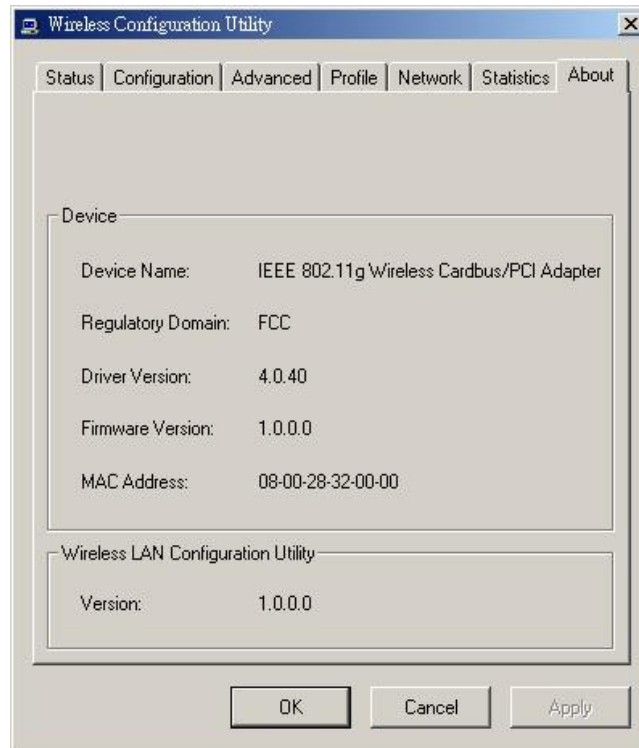 Wireless Configuration Utility
Status Configuration Advanced Profile Network Statistics About
Device
Device Name: IEEE 802.11g Wireless Cardbus/PCI Adapter
Regulatory Domain: FCC
Driver Version: 4.0.40
Firmware Version: 1.0.0.0
MAC Address: 08-00-28-32-00-00
Wireless LAN Configuration Utility
Version: 1.0.0.0
OK Cancel Apply